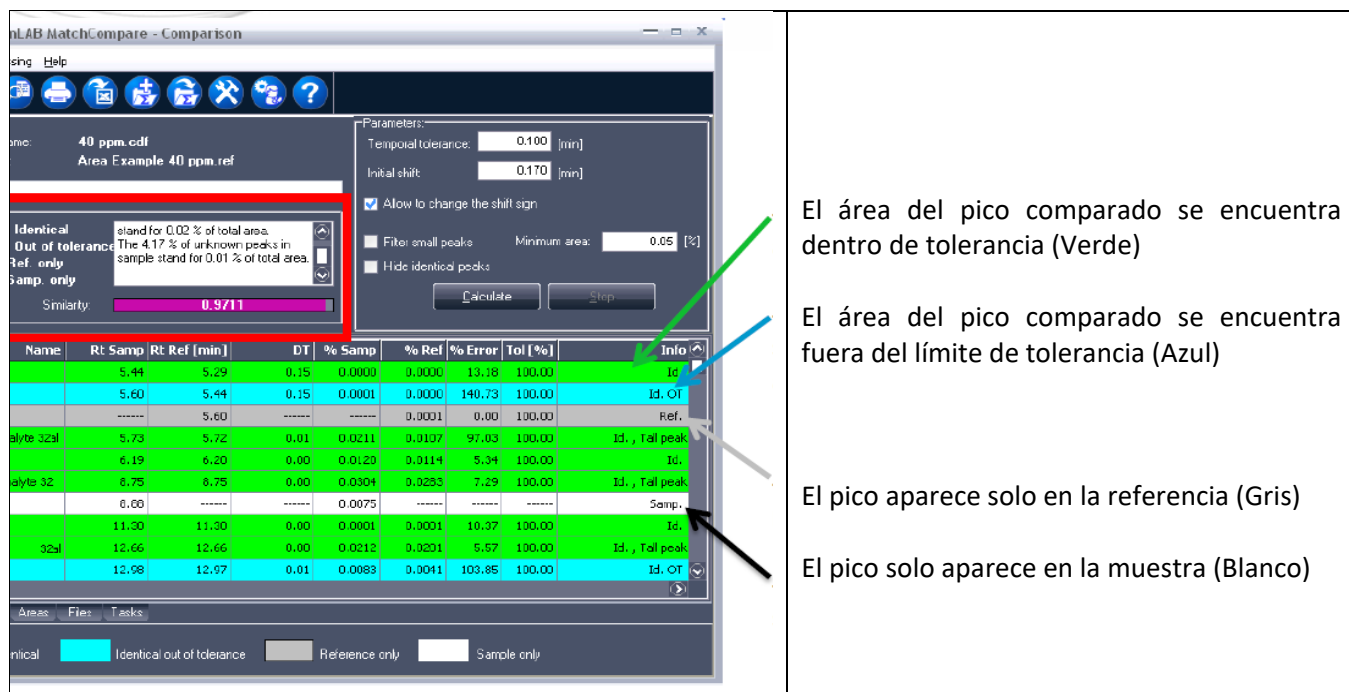 nLAB MatchCompare - Comparison
sing Help
ame: 40 ppm.cdf
Area Example 40 ppm.ref
Parameters:
Temporal tolerance: 0.100 [min]
Initial shift: 0.170 [min]
Allow to change the shift sign
Filter small peaks Minimum area: 0.05 [%]
Hide identical peaks
Calculate Stop
Identical
Out of tolerance
Ref. only
Samp. only
stand for 0.02 % of total area.
The 4.17 % of unknown peaks in
sample stand for 0.01 % of total area.
Similarity: 0.9711
Name Rt Samp Rt Ref [min] DT % Samp % Ref % Error Tol [%] Info
5.44 5.29 0.15 0.0000 0.0000 13.18 100.00 Id.
5.60 5.44 0.15 0.0001 0.0000 140.73 100.00 Id. OT
------ 5.60 ------ ------ 0.0001 0.00 100.00 Ref.
alyte 32al 5.73 5.72 0.01 0.0211 0.0107 97.03 100.00 Id. , Tail peak
6.19 6.20 0.00 0.0120 0.0114 5.34 100.00 Id.
alyte 32 8.75 8.75 0.00 0.0304 0.0283 7.29 100.00 Id. , Tail peak
8.88 ------ ------ 0.0075 ------ ------ ------ Samp.
11.30 11.30 0.00 0.0001 0.0001 10.37 100.00 Id.
32al 12.66 12.66 0.00 0.0212 0.0201 5.57 100.00 Id. , Tail peak
12.98 12.97 0.01 0.0083 0.0041 103.85 100.00 Id. OT
Areas Files Tasks
ntical Identical out of tolerance Reference only Sample only
El área del pico comparado se encuentra
dentro de tolerancia (Verde)
El área del pico comparado se encuentra
fuera del límite de tolerancia (Azul)
El pico aparece solo en la referencia (Gris)
El pico solo aparece en la muestra (Blanco)